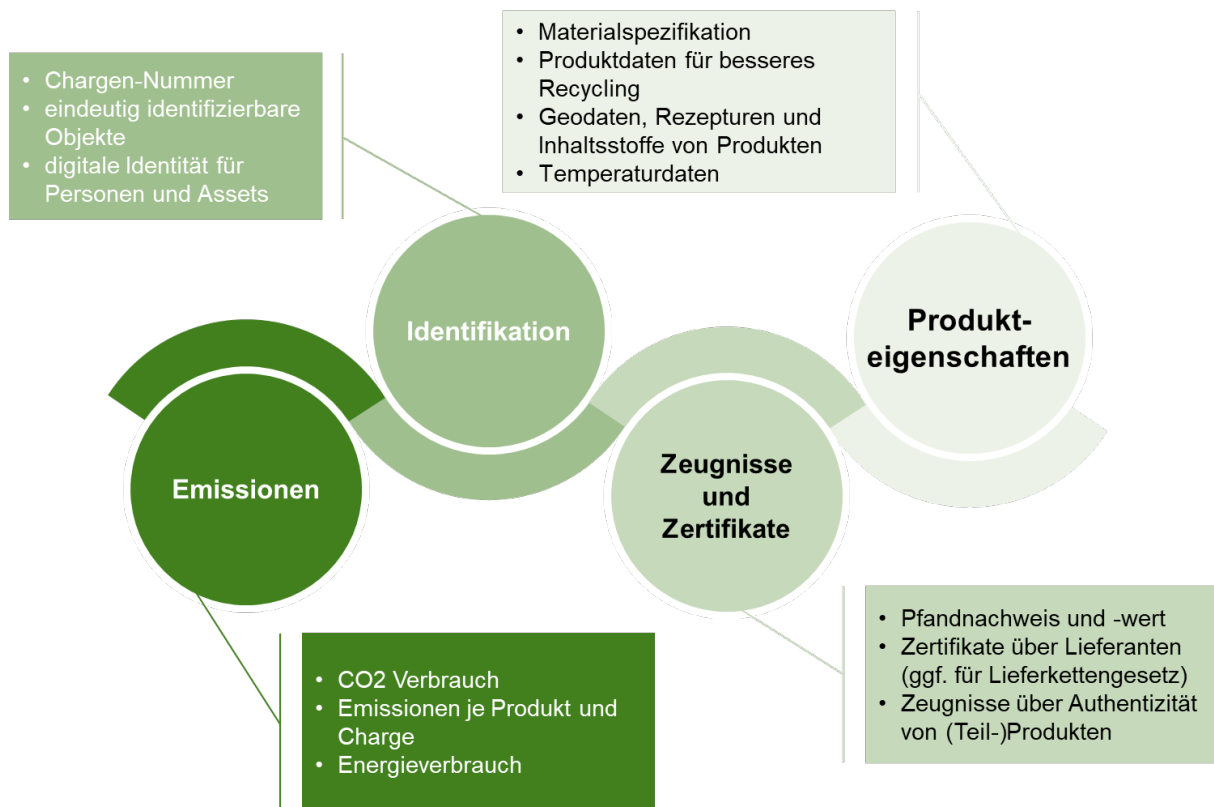 • Materialspezifikation
• Produktdaten für besseres
Recycling
• Geodaten, Rezepturen und
Inhaltsstoffe von Produkten
• Temperaturdaten
• Chargen-Nummer
• eindeutig identifizierbare
Objekte
• digitale Identität für
Personen und Assets
Identifikation
Produkt-
eigenschaften
Emissionen
Zeugnisse
und
Zertifikate
• CO2 Verbrauch
• Emissionen je Produkt und
Charge
• Energieverbrauch
• Pfandnachweis und -wert
• Zertifikate über Lieferanten
(ggf. für Lieferkettengesetz)
• Zeugnisse über Authentizität
von (Teil-)Produkten